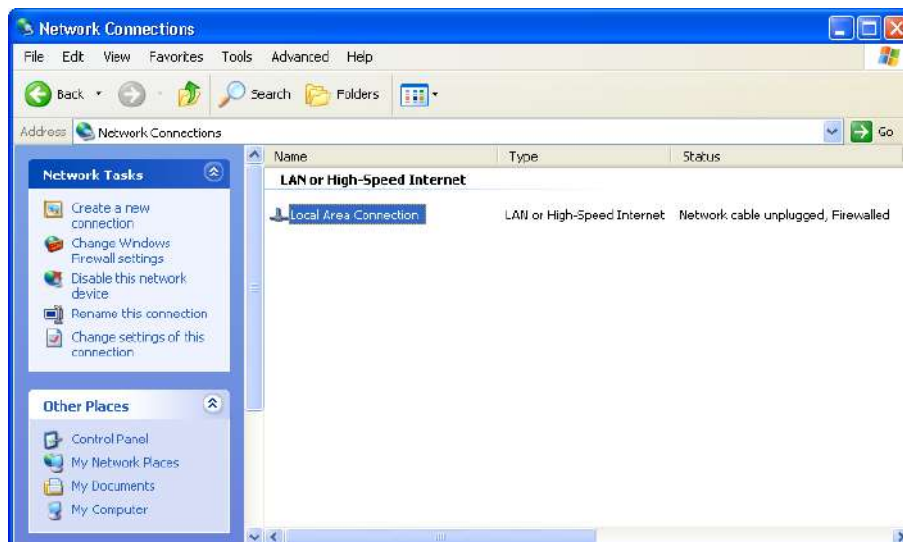 Network Connections
File Edit View Favorites Tools Advanced Help
Back Search Folders
Address Network Connections Go
Name Type Status
Network Tasks
LAN or High-Speed Internet
Create a new
connection
Local Area Connection LAN or High-Speed Internet Network cable unplugged, Firewalled
Change Windows
Firewall settings
Disable this network
device
Rename this connection
Change settings of this
connection
Other Places
Control Panel
My Network Places
My Documents
My Computer